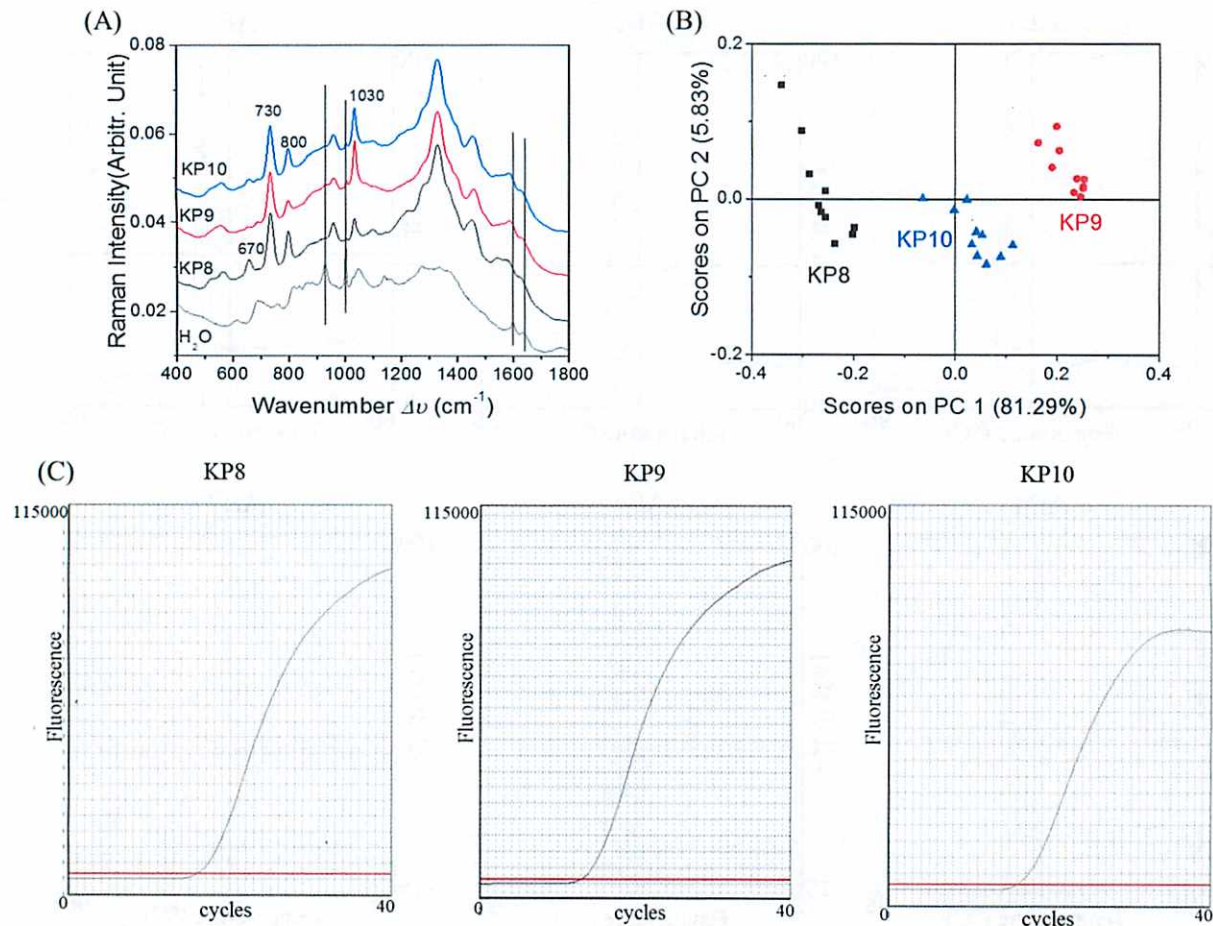 (A)
Raman Intensity(Arbitr. Unit)
0.08
0.06
0.04
0.02
730
800
1030
670
KP10
KP9
KP8
H₂O
400 600 800 1000 1200 1400 1600 1800
Wavenumber Δυ (cm⁻¹)
(B)
Scores on PC 2 (5.83%)
0.2
0.0
-0.2
KP8
KP10
KP9
-0.4 -0.2 0.0 0.2 0.4
Scores on PC 1 (81.29%)
(C)
KP8
115000
Fluorescence
0 cycles 40
KP9
115000
Fluorescence
0 cycles 40
KP10
115000
Fluorescence
0 cycles 40